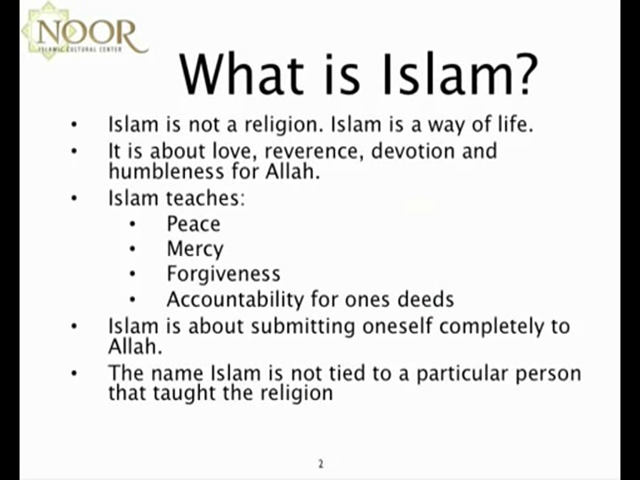 NOOR
ISLAMIC CULTURAL CENTER
What is Islam?
• Islam is not a religion. Islam is a way of life.
• It is about love, reverence, devotion and
humbleness for Allah.
• Islam teaches:
• Peace
• Mercy
• Forgiveness
• Accountability for ones deeds
• Islam is about submitting oneself completely to
Allah.
• The name Islam is not tied to a particular person
that taught the religion
2